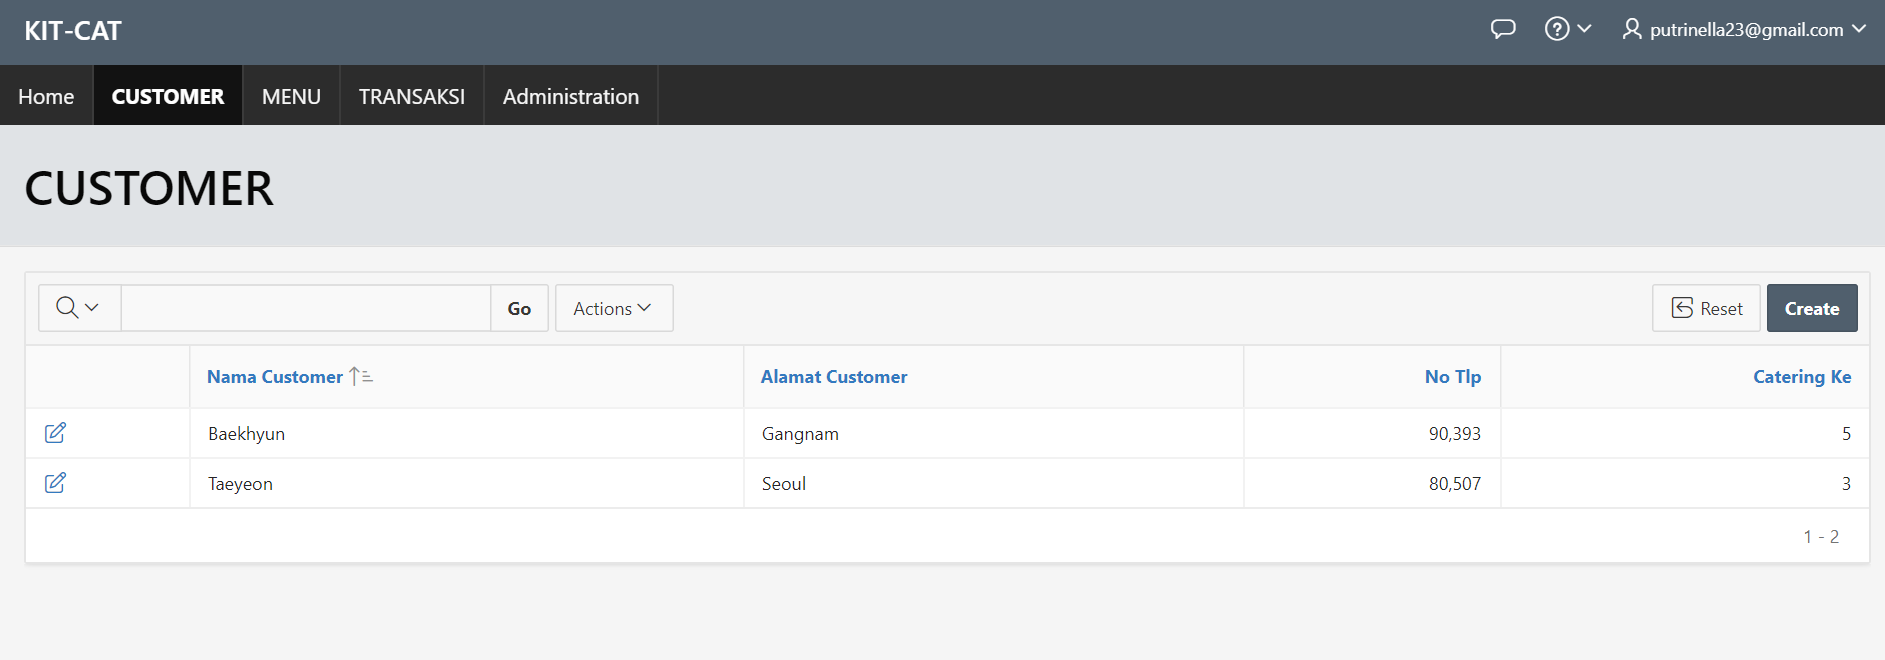 KIT-CAT
putrinella23@gmail.com
Home CUSTOMER MENU TRANSAKSI Administration
CUSTOMER
Go Actions Reset Create
Nama Customer Alamat Customer No Tlp Catering Ke
Baekhyun Gangnam 90,393 5
Taeyeon Seoul 80,507 3
1 - 2